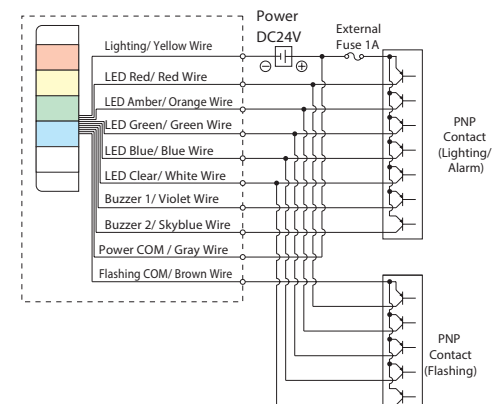 Power
DC24V
External
Fuse 1A
⊖ ⊕
Lighting/ Yellow Wire
LED Red/ Red Wire
LED Amber/ Orange Wire
LED Green/ Green Wire
LED Blue/ Blue Wire
LED Clear/ White Wire
Buzzer 1/ Violet Wire
Buzzer 2/ Skyblue Wire
Power COM / Gray Wire
Flashing COM/ Brown Wire
PNP
Contact
(Lighting/
Alarm)
PNP
Contact
(Flashing)